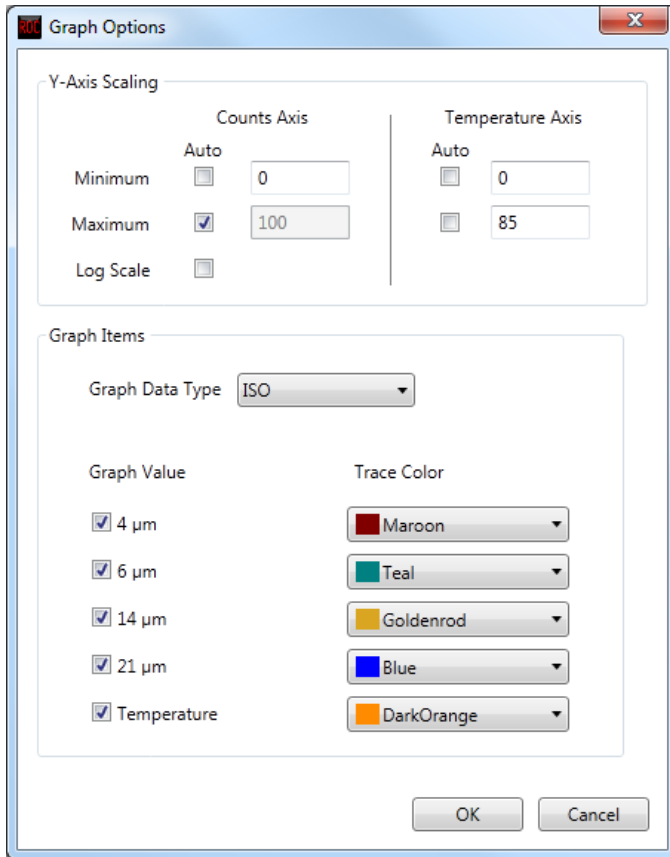 ROC Graph Options
Y-Axis Scaling
Counts Axis Temperature Axis
Auto Auto
Minimum 0 0
Maximum 100 85
Log Scale
Graph Items
Graph Data Type ISO
Graph Value Trace Color
4 µm Maroon
6 µm Teal
14 µm Goldenrod
21 µm Blue
Temperature DarkOrange
OK Cancel